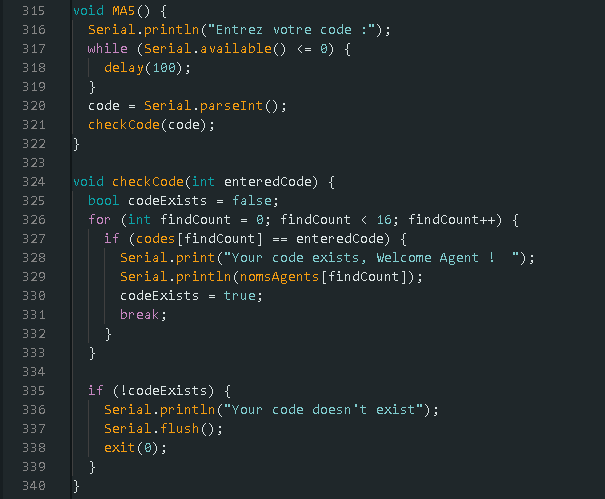 315 void MA5() {
316 Serial.println("Entrez votre code :");
317 while (Serial.available() <= 0) {
318 delay(100);
319 }
320 code = Serial.parseInt();
321 checkCode(code);
322 }
323
324 void checkCode(int enteredCode) {
325 bool codeExists = false;
326 for (int findCount = 0; findCount < 16; findCount++) {
327 if (codes[findCount] == enteredCode) {
328 Serial.print("Your code exists, Welcome Agent !  ");
329 Serial.println(nomsAgents[findCount]);
330 codeExists = true;
331 break;
332 }
333 }
334
335 if (!codeExists) {
336 Serial.println("Your code doesn't exist");
337 Serial.flush();
338 exit(0);
339 }
340 }